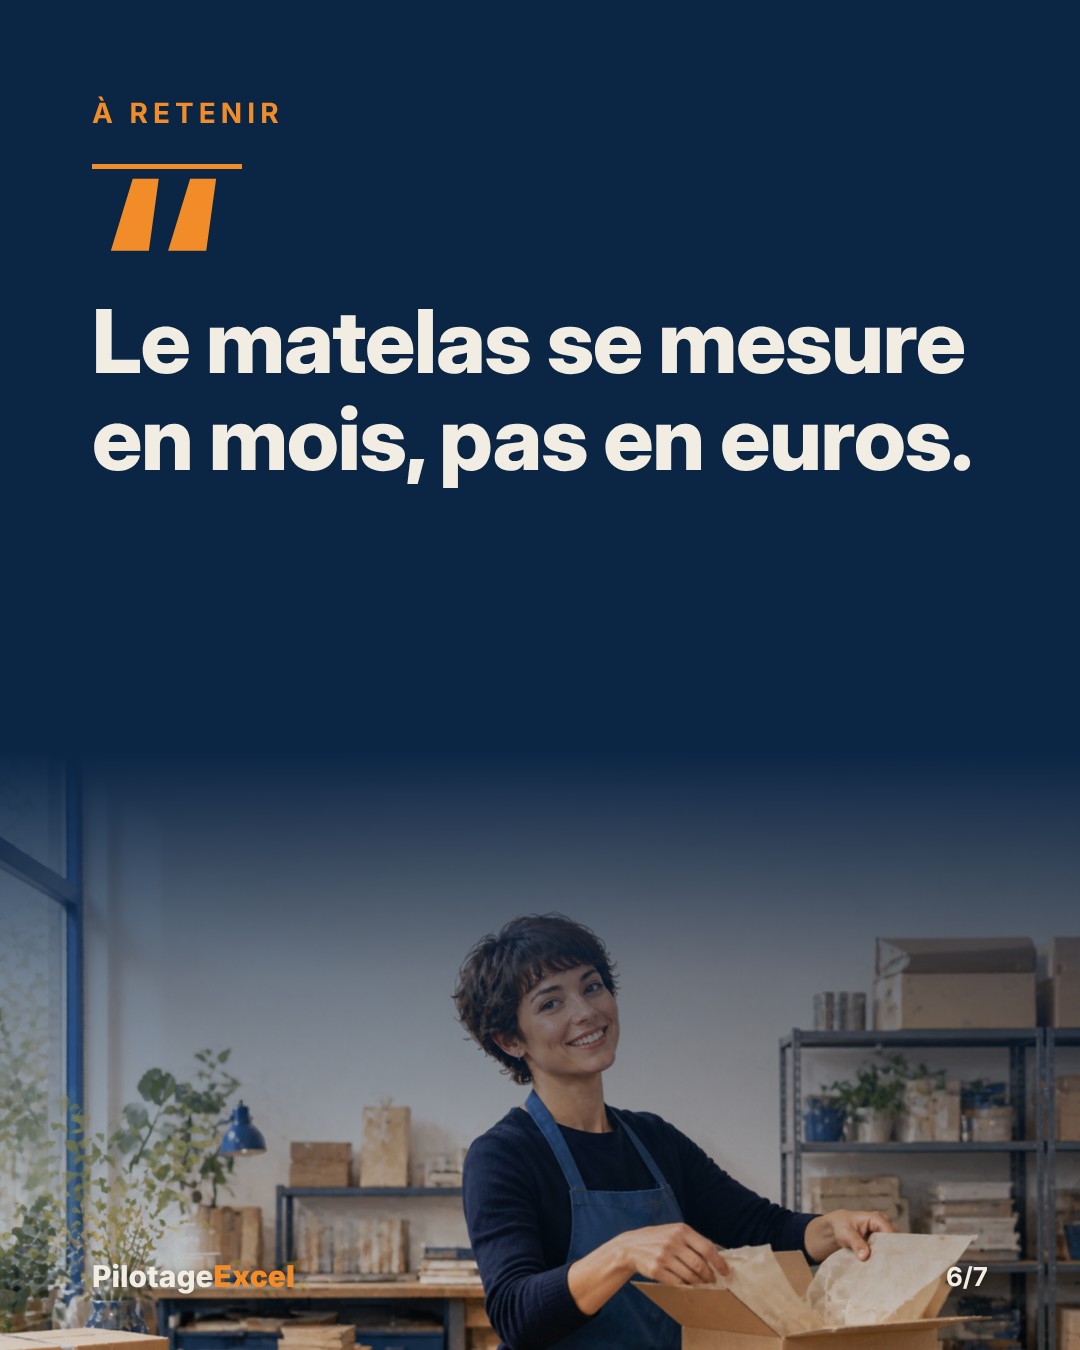 À RETENIR
"
Le matelas se mesure
en mois, pas en euros.
PilotageExcel
6/7